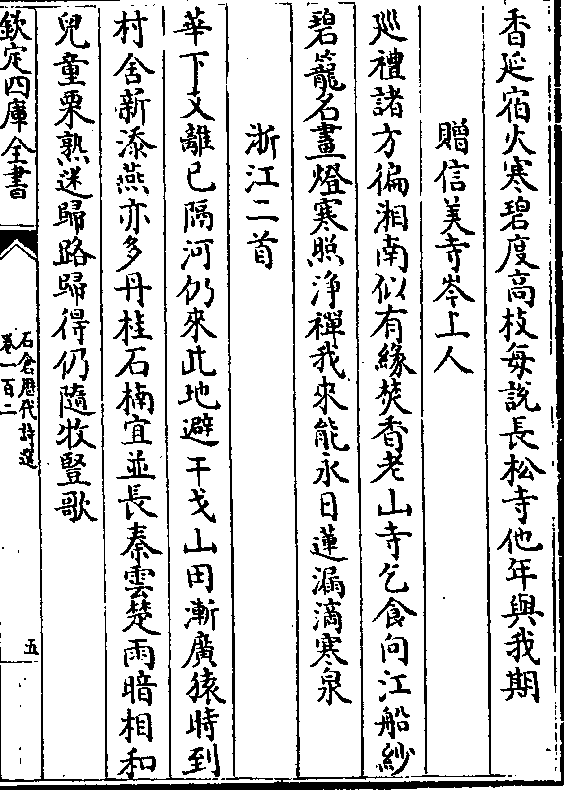 香延宿火寒碧度高枝每說長松寺他年與我期
贈信美寺岑上人
巡禮諸方徧湘南似有緣焚香老山寺乞食向江船紗
碧籠名畫燈寒照淨禪我來能永日蓮漏滴寒泉
浙江二首
華下又離巳隔河仍來此地避干戈山田漸廣猿時到
村舍新添燕亦多丹桂石楠宜並長秦雲楚雨暗相和
兒童栗熟迷歸路歸得仍隨牧豎歌
欽定四庫全書
石倉歷代詩選
卷一百二
五